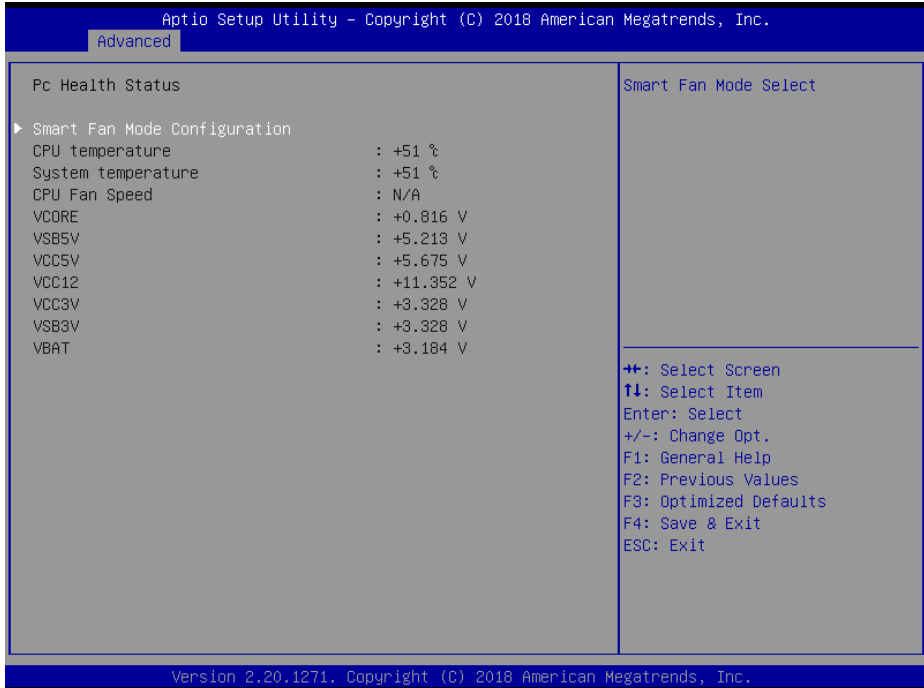 Aptio Setup Utility – Copyright (C) 2018 American Megatrends, Inc.
Advanced
Pc Health Status
Smart Fan Mode Configuration
CPU temperature : +51 ℃
System temperature : +51 ℃
CPU Fan Speed : N/A
VCORE : +0.816 V
VSB5V : +5.213 V
VCC5V : +5.675 V
VCC12 : +11.352 V
VCC3V : +3.328 V
VSB3V : +3.328 V
VBAT : +3.184 V
Smart Fan Mode Select
→←: Select Screen
↑↓: Select Item
Enter: Select
+/-: Change Opt.
F1: General Help
F2: Previous Values
F3: Optimized Defaults
F4: Save & Exit
ESC: Exit
Version 2.20.1271. Copyright (C) 2018 American Megatrends, Inc.